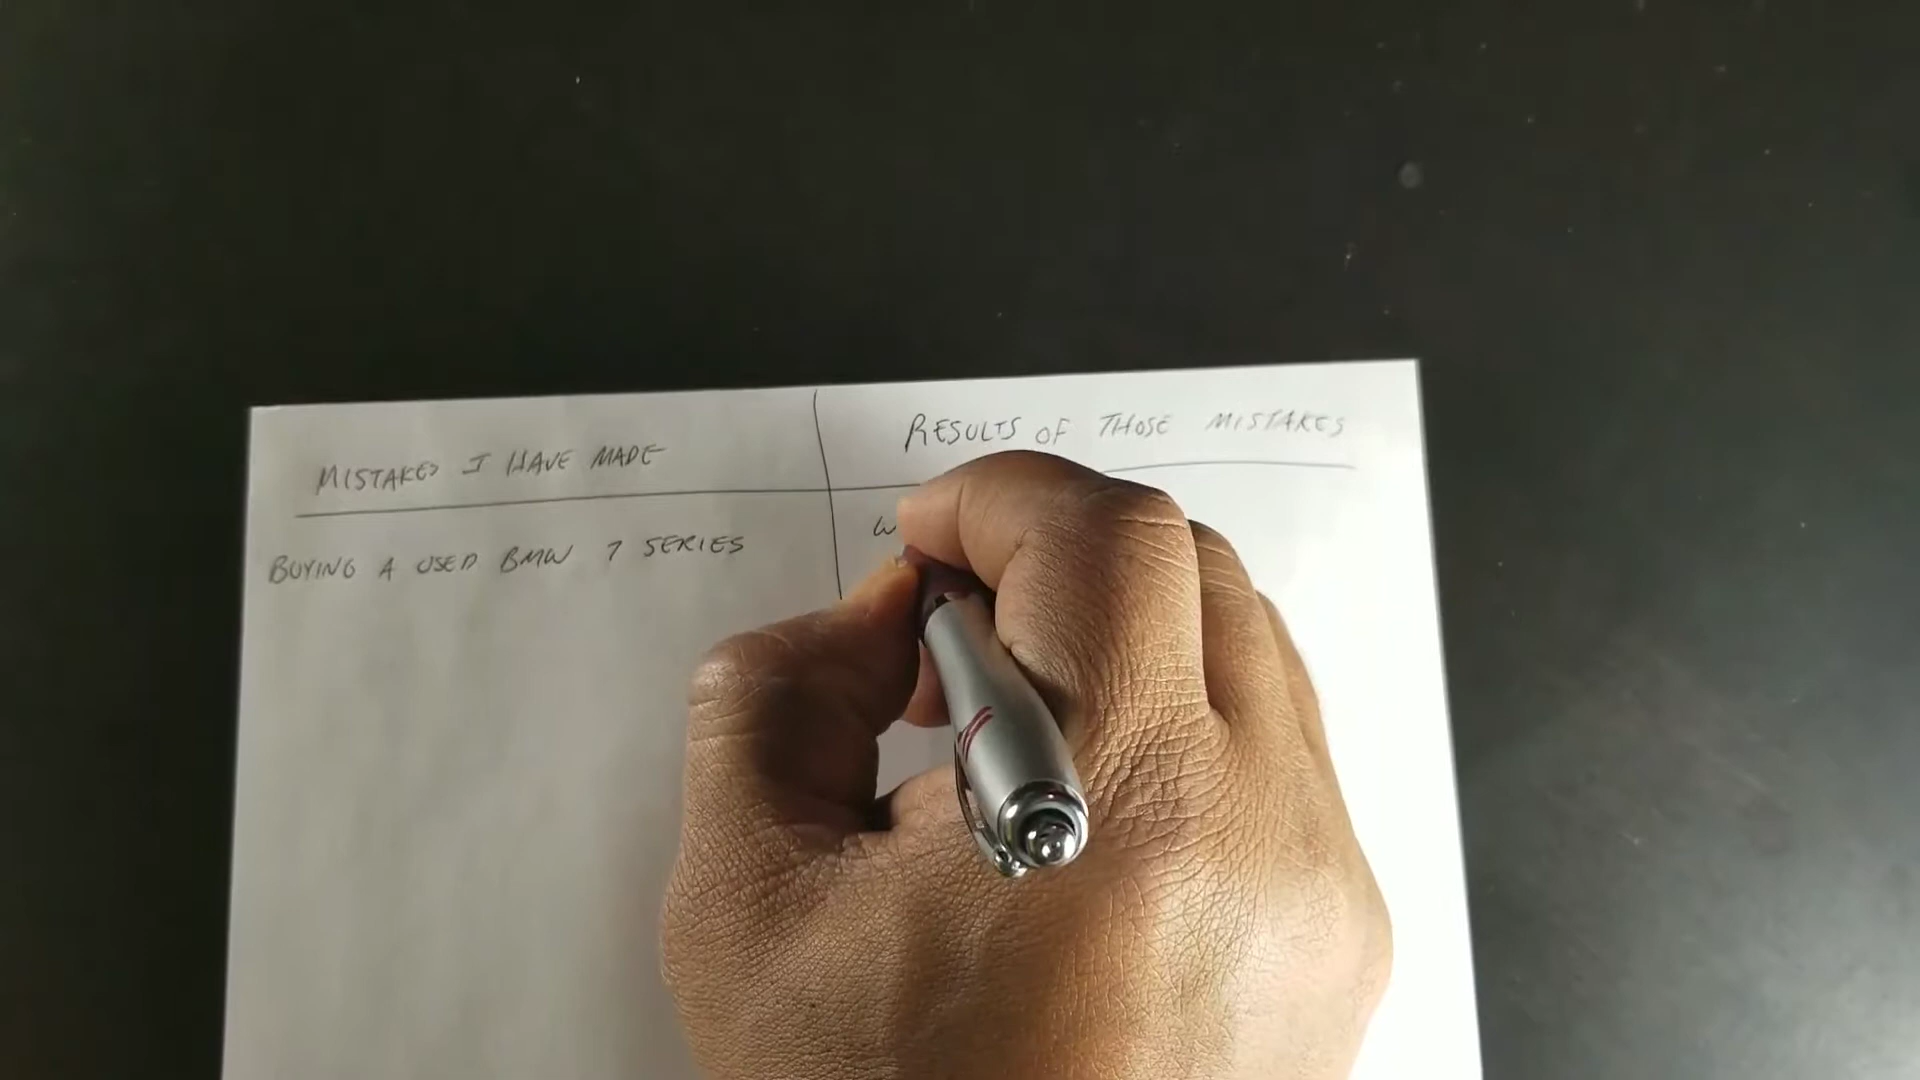 MISTAKES I HAVE MADE
RESULTS OF THOSE MISTAKES
BUYING A USED BMW 7 SERIES
W